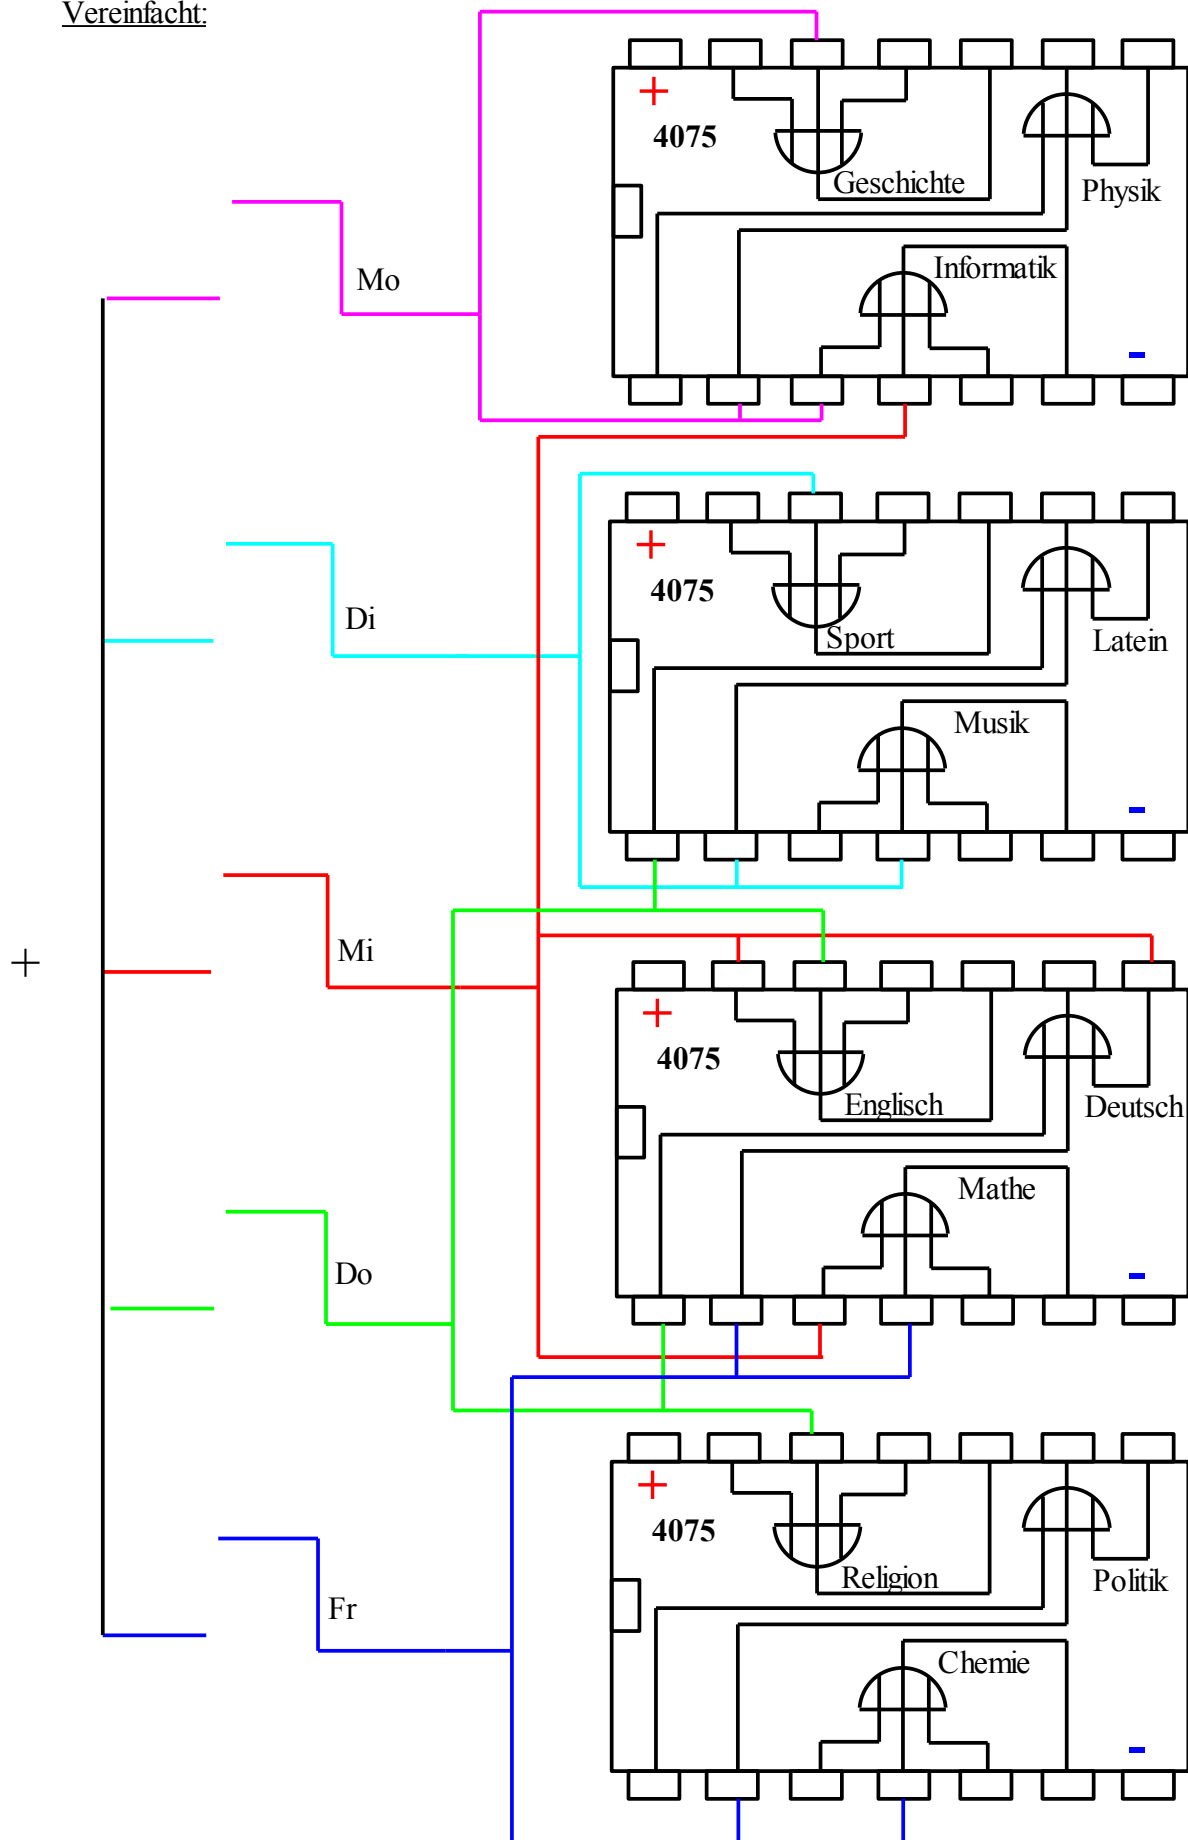 Vereinfacht:
+
4075
Geschichte
Physik
Informatik
-
Mo
+
4075
Sport
Latein
Musik
-
Di
+
+
4075
Englisch
Deutsch
Mathe
-
Mi
Do
+
4075
Religion
Politik
Chemie
-
Fr